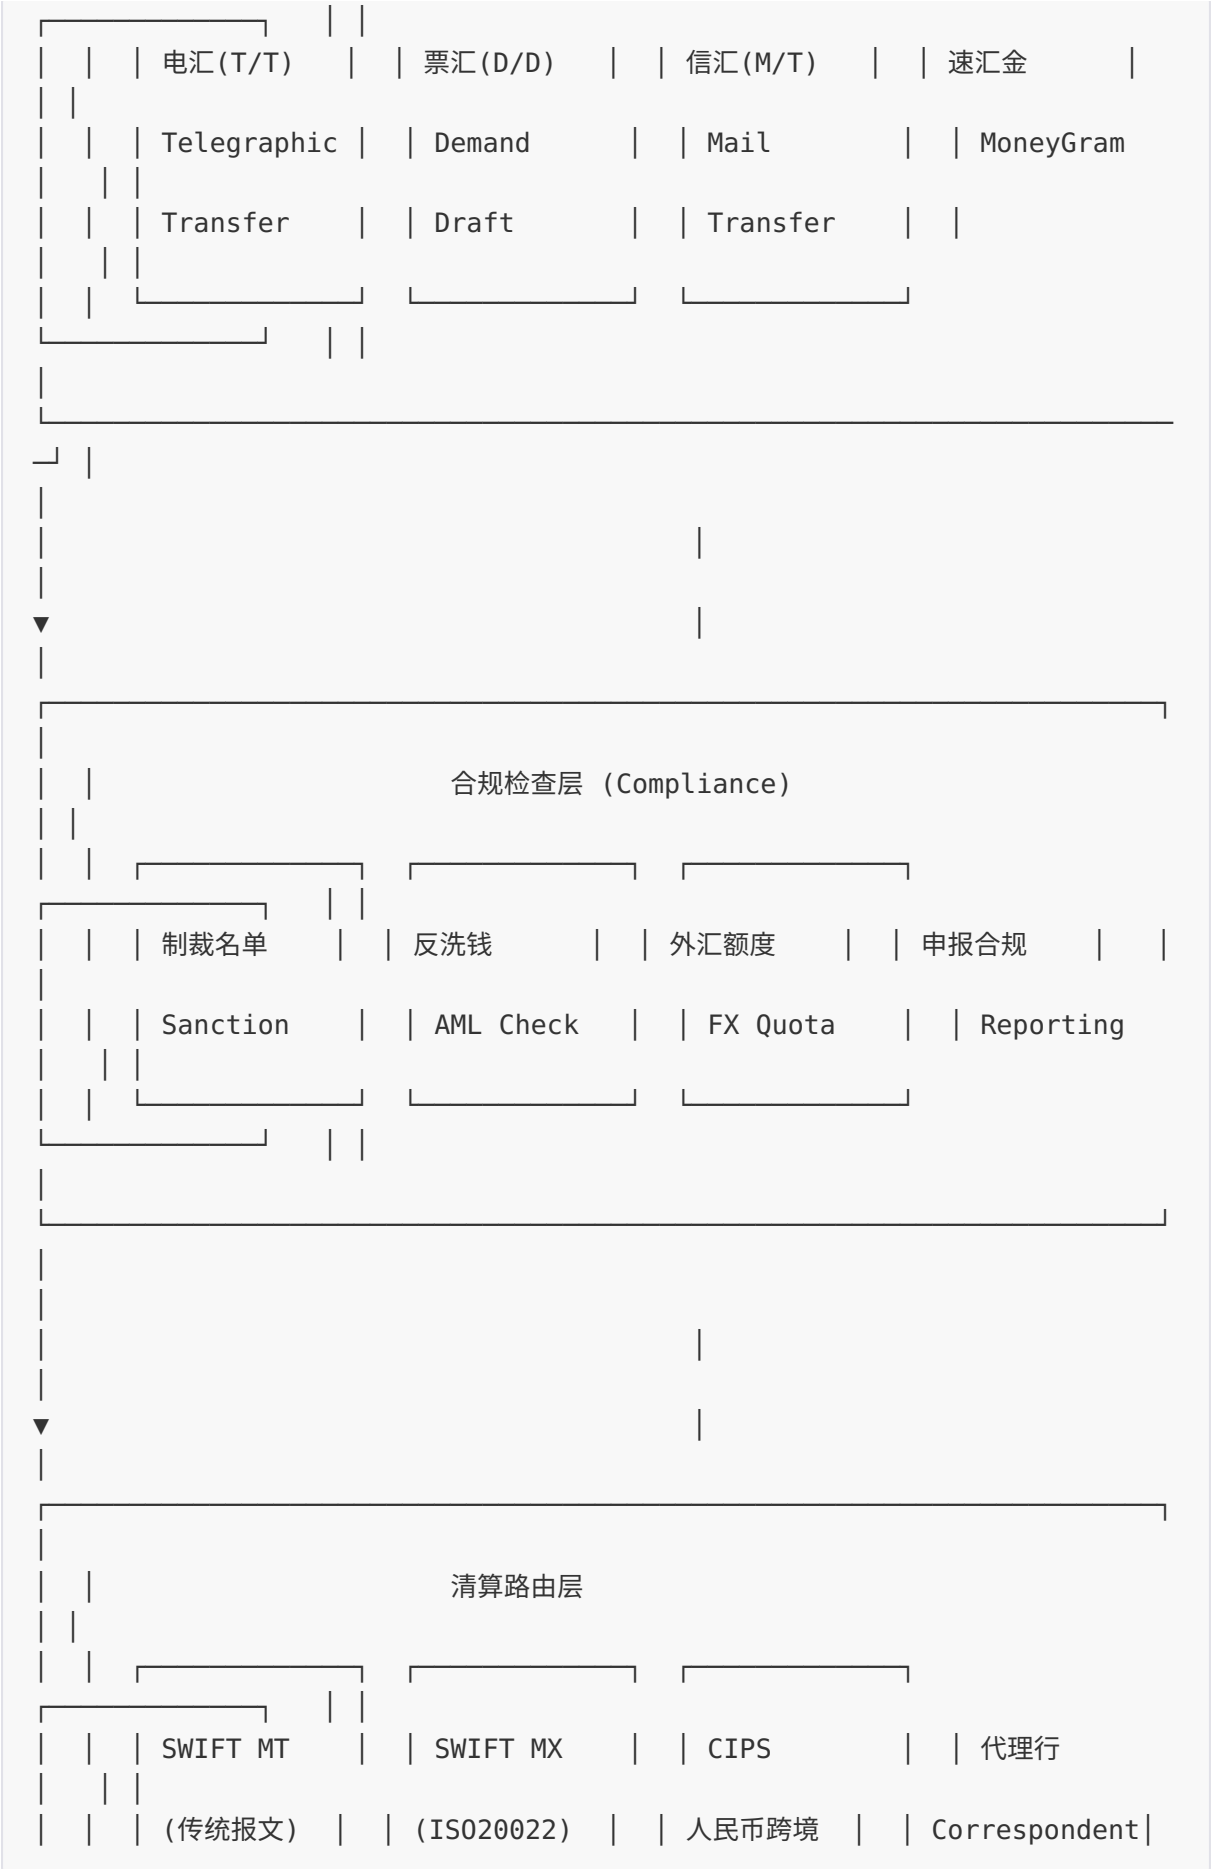 电汇(T/T) 票汇(D/D) 信汇(M/T) 速汇金
Telegraphic Demand Mail MoneyGram
Transfer Draft Transfer
合规检查层 (Compliance)
制裁名单 反洗钱 外汇额度 申报合规
Sanction AML Check FX Quota Reporting
清算路由层
SWIFT MT SWIFT MX CIPS 代理行
(传统报文) (ISO20022) 人民币跨境 Correspondent